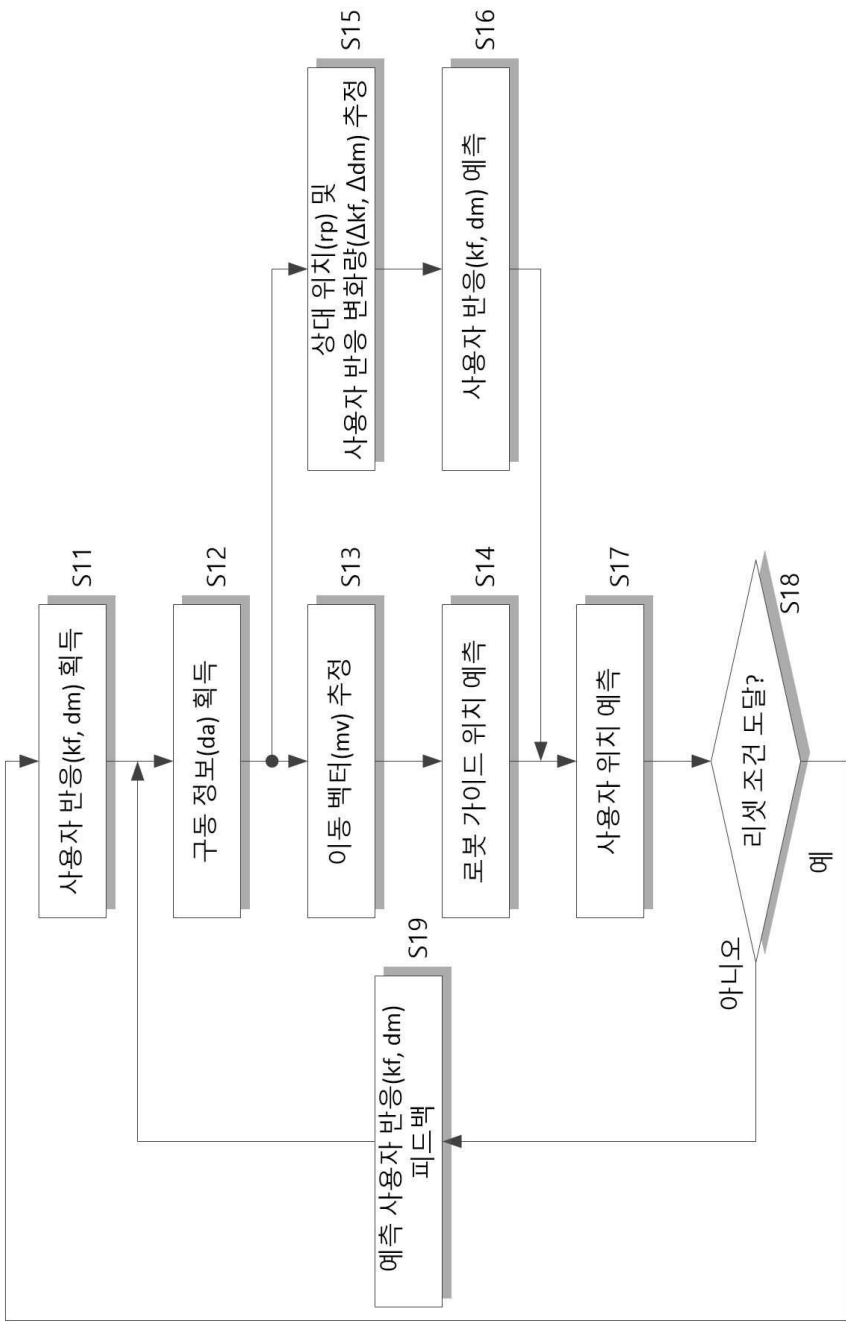 사용자 반응(kf, dm) 획득
S11
구동 정보(da) 획득
S12
이동 벡터(mv) 추정
S13
상대 위치(rp) 및
사용자 반응 변화량(Δkf, Δdm) 추정
S15
로봇 가이드 위치 예측
S14
사용자 반응(kf, dm) 예측
S16
사용자 위치 예측
S17
리셋 조건 도달?
S18
아니오
예
예측 사용자 반응(kf, dm)
피드백
S19